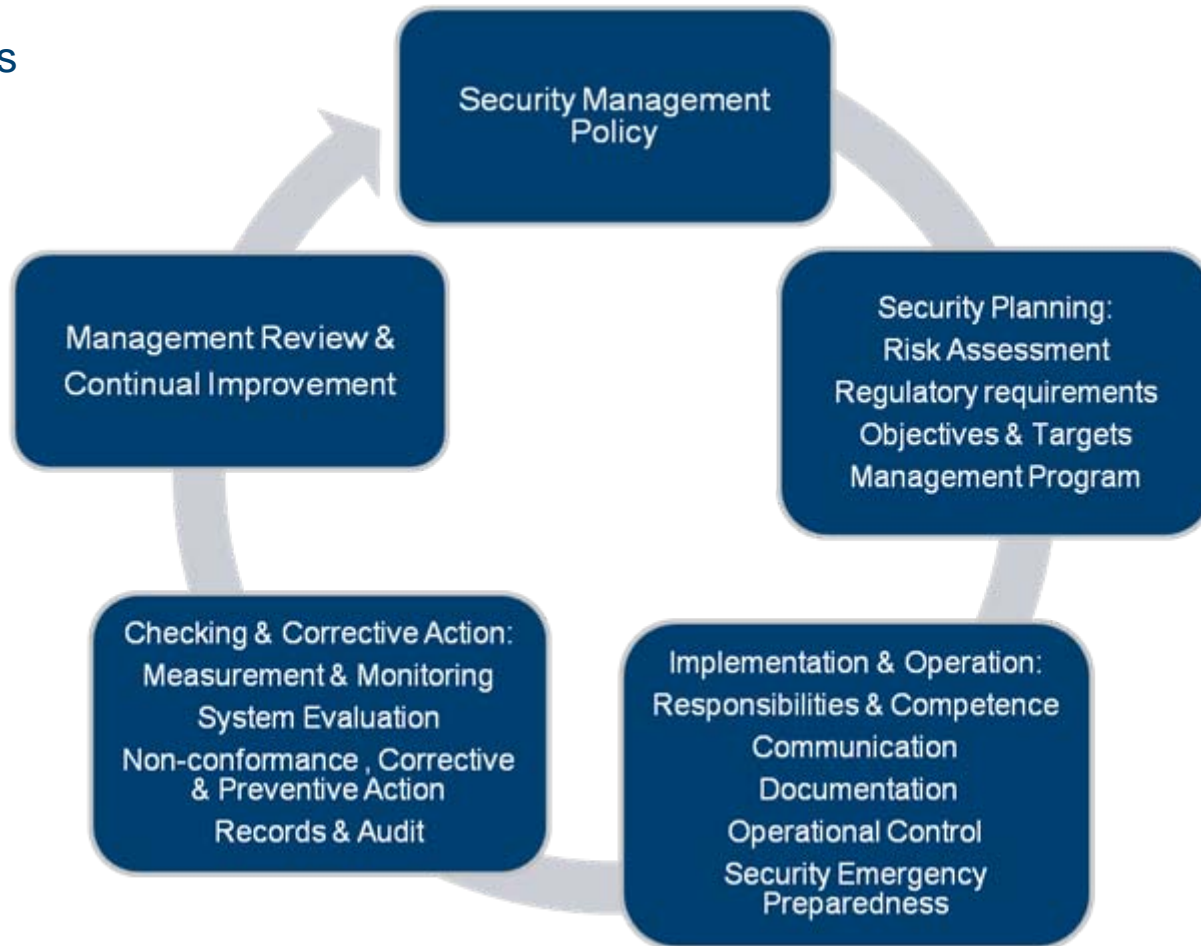 s
Security Management
Policy
Security Planning:
Risk Assessment
Regulatory requirements
Objectives & Targets
Management Program
Implementation & Operation:
Responsibilities & Competence
Communication
Documentation
Operational Control
Security Emergency
Preparedness
Checking & Corrective Action:
Measurement & Monitoring
System Evaluation
Non-conformance , Corrective
& Preventive Action
Records & Audit
Management Review &
Continual Improvement